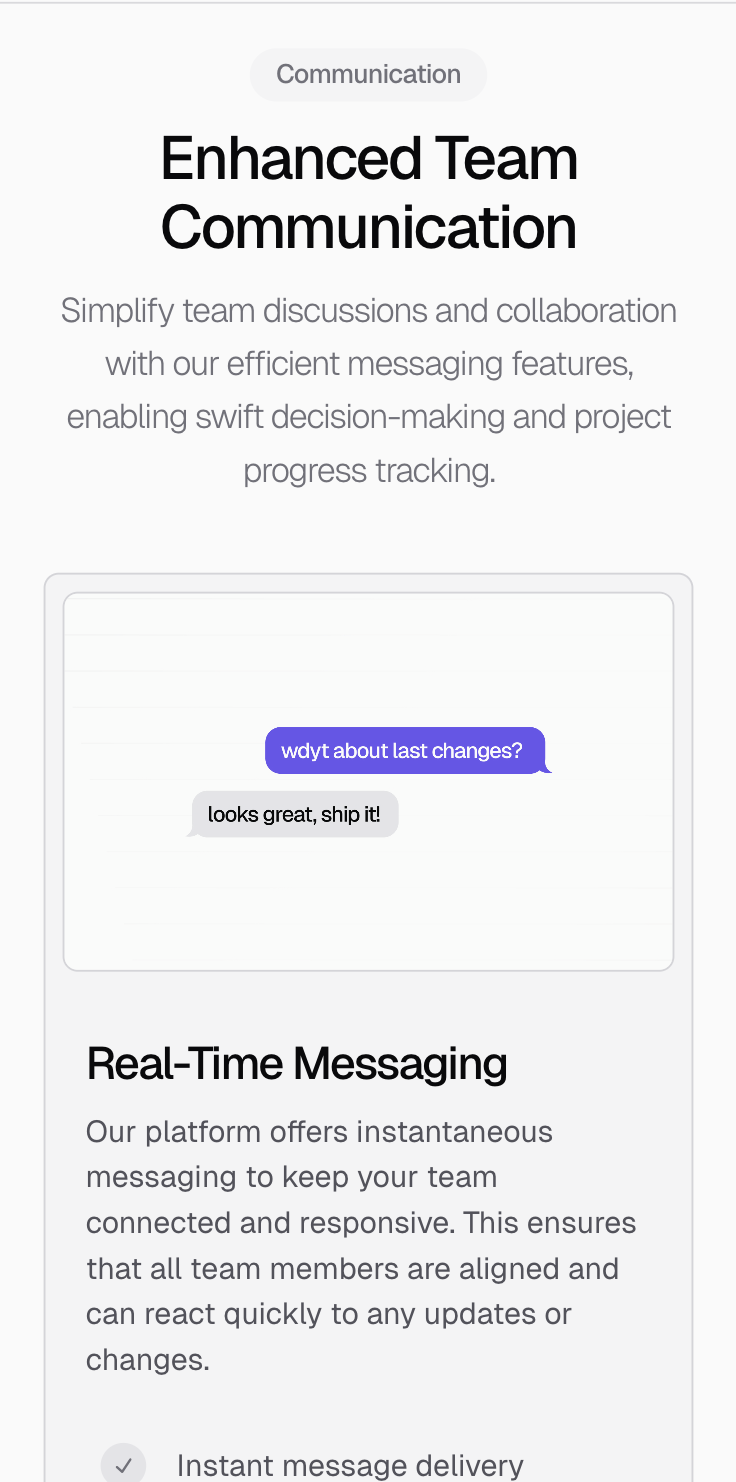 Communication
Enhanced Team
Communication
Simplify team discussions and collaboration
with our efficient messaging features,
enabling swift decision-making and project
progress tracking.
wdyt about last changes?
looks great, ship it!
Real-Time Messaging
Our platform offers instantaneous
messaging to keep your team
connected and responsive. This ensures
that all team members are aligned and
can react quickly to any updates or
changes.
Instant message delivery